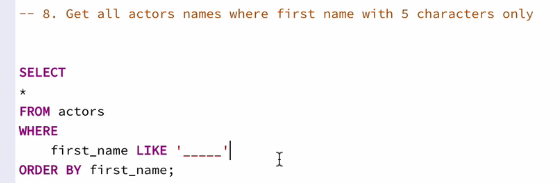 -- 8. Get all actors names where first name with 5 characters only
SELECT
*
FROM actors
WHERE
first_name LIKE '_____'
ORDER BY first_name;